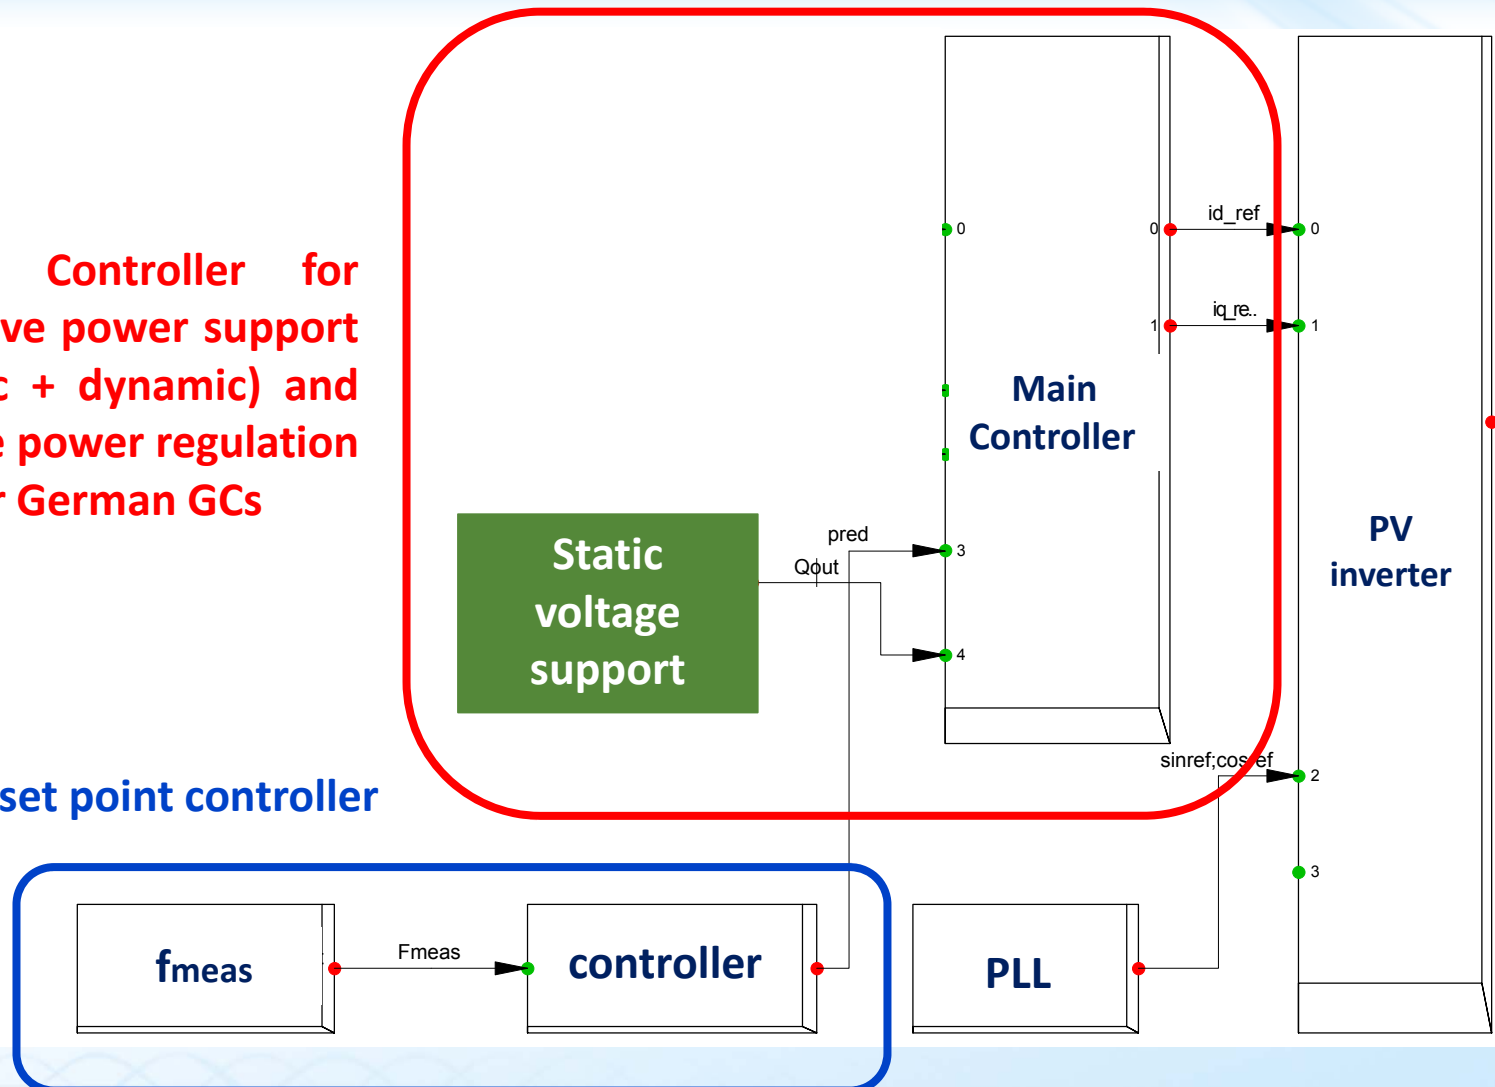 Controller for
ve power support
c + dynamic) and
e power regulation
r German GCs
set point controller
Static
voltage
support
pred
Qout
Main
Controller
0
3
4
0
1
id_ref
iq_re..
PV
inverter
0
1
2
3
sinref;cosref
fmeas
Fmeas
controller
PLL